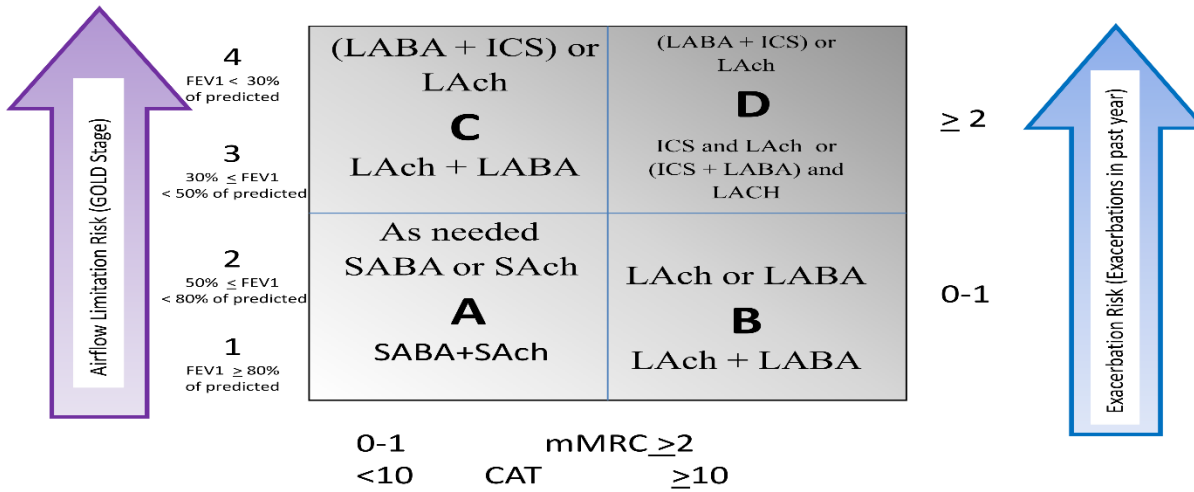 Airflow Limitation Risk (GOLD Stage)
4
FEV1 < 30%
of predicted
3
30% ≤ FEV1
< 50% of predicted
2
50% ≤ FEV1
< 80% of predicted
1
FEV1 ≥ 80%
of predicted
(LABA + ICS) or
LAch
C
LAch + LABA
(LABA + ICS) or
LAch
D
ICS and LAch or
(ICS + LABA) and
LACH
As needed
SABA or SAch
A
SABA+SAch
LAch or LABA
B
LAch + LABA
≥ 2
0-1
Exacerbation Risk (Exacerbations in past year)
0-1 mMRC ≥2
<10 CAT ≥10